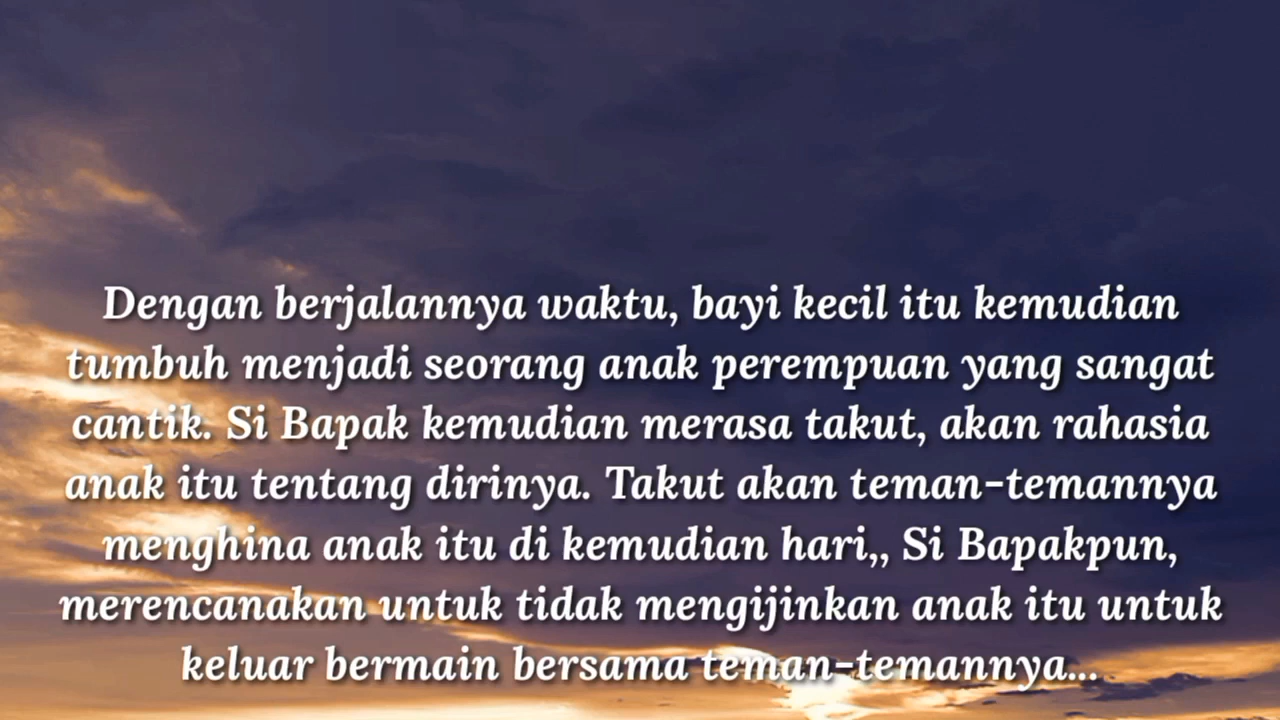 Dengan berjalannya waktu, bayi kecil itu kemudian
tumbuh menjadi seorang anak perempuan yang sangat
cantik. Si Bapak kemudian merasa takut, akan rahasia
anak itu tentang dirinya. Takut akan teman-temannya
menghina anak itu di kemudian hari,, Si Bapakpun,
merencanakan untuk tidak mengijinkan anak itu untuk
keluar bermain bersama teman-temannya...